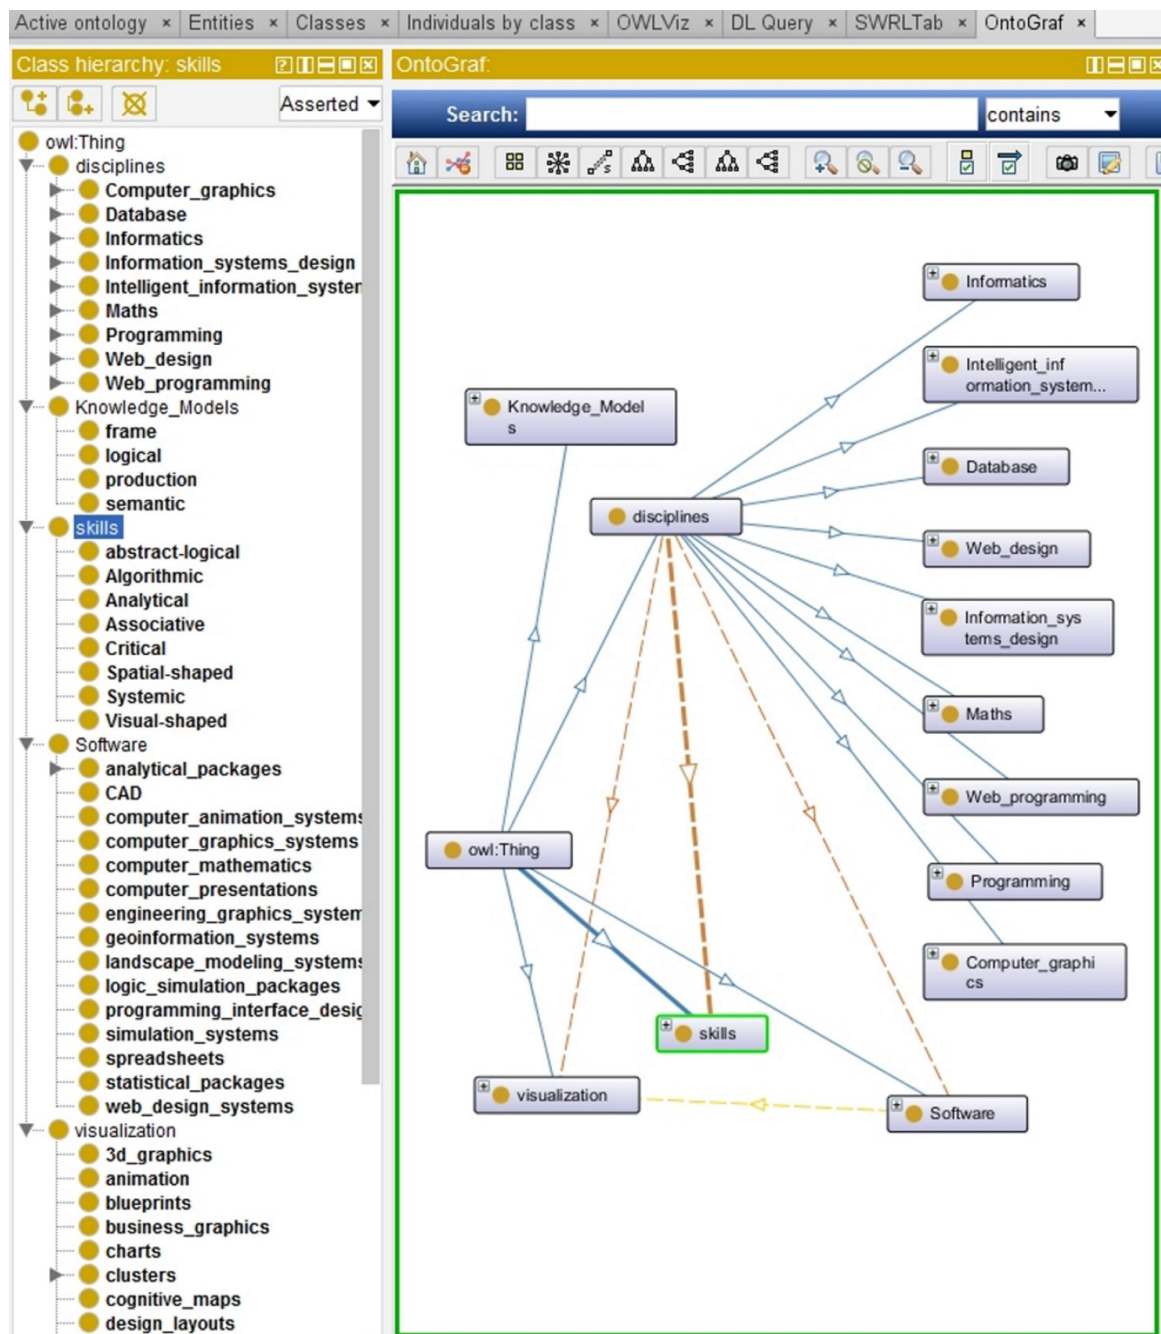 Active ontology × Entities × Classes × Individuals by class × OWLViz × DL Query × SWRLTab × OntoGraf ×
Class hierarchy: skills
Asserted
owl:Thing
disciplines
Computer_graphics
Database
Informatics
Information_systems_design
Intelligent_information_system
Maths
Programming
Web_design
Web_programming
Knowledge_Models
frame
logical
production
semantic
skills
abstract-logical
Algorithmic
Analytical
Associative
Critical
Spatial-shaped
Systemic
Visual-shaped
Software
analytical_packages
CAD
computer_animation_systems
computer_graphics_systems
computer_mathematics
computer_presentations
engineering_graphics_system
geoinformation_systems
landscape_modeling_systems
logic_simulation_packages
programming_interface_desig
simulation_systems
spreadsheets
statistical_packages
web_design_systems
visualization
3d_graphics
animation
blueprints
business_graphics
charts
clusters
cognitive_maps
design_layouts
OntoGraf:
Search:
contains
Informatics
Intelligent_inf
ormation_system...
Knowledge_Model
s
Database
disciplines
Web_design
Information_sys
tems_design
Maths
Web_programming
owl:Thing
Programming
Computer_graphi
cs
skills
visualization
Software